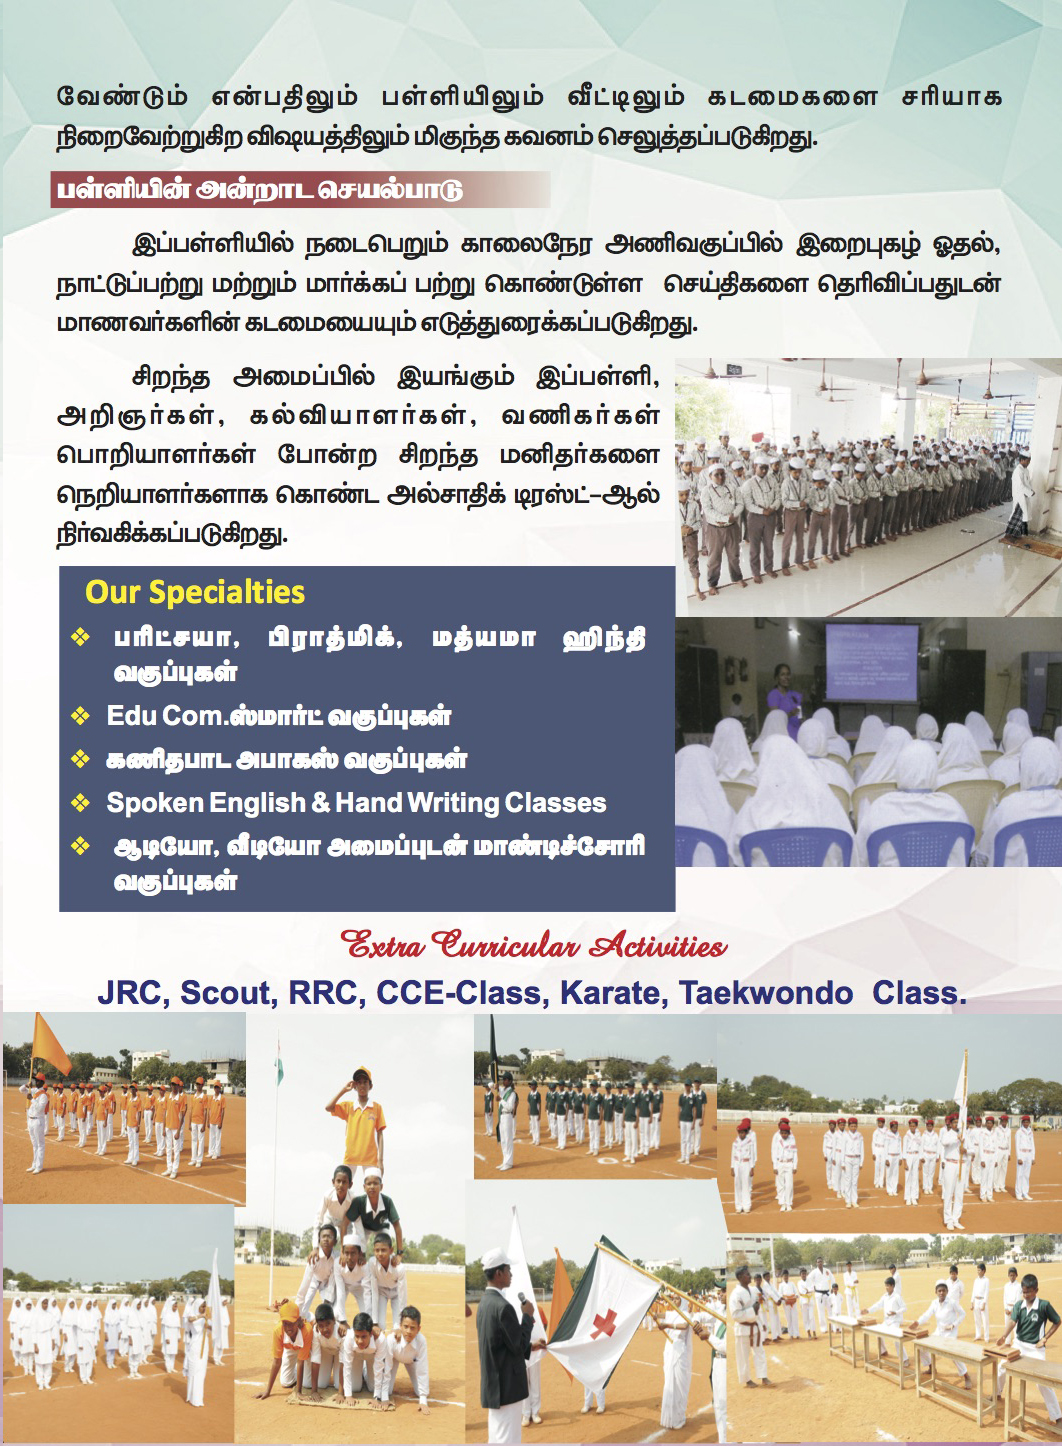 வேண்டும் என்பதிலும் பள்ளியிலும் வீட்டிலும் கடமைகளை சரியாக
நிறைவேற்றுகிற விஷயத்திலும் மிகுந்த கவனம் செலுத்தப்படுகிறது.
பள்ளியின் அன்றாட செயல்பாடு
இப்பள்ளியில் நடைபெறும் காலைநேர அணிவகுப்பில் இறைபுகழ் ஓதல்,
நாட்டுப்பற்று மற்றும் மார்க்கப் பற்று கொண்டுள்ள செய்திகளை தெரிவிப்பதுடன்
மாணவர்களின் கடமையையும் எடுத்துரைக்கப்படுகிறது.
சிறந்த அமைப்பில் இயங்கும் இப்பள்ளி,
அறிஞர்கள், கல்வியாளர்கள், வணிகர்கள்
பொறியாளர்கள் போன்ற சிறந்த மனிதர்களை
நெறியாளர்களாக கொண்ட அல்சாதிக் டிரஸ்ட்-ஆல்
நிர்வகிக்கப்படுகிறது.
Our Specialties
❖ பரிட்சயா, பிராத்மிக், மத்யமா ஹிந்தி
வகுப்புகள்
❖ Edu Com.ஸ்மார்ட் வகுப்புகள்
❖ கணிதபாட அபாகஸ் வகுப்புகள்
❖ Spoken English & Hand Writing Classes
❖ ஆடியோ, வீடியோ அமைப்புடன் மாண்டிச்சோரி
வகுப்புகள்
Extra Curricular Activities
JRC, Scout, RRC, CCE-Class, Karate, Taekwondo Class.